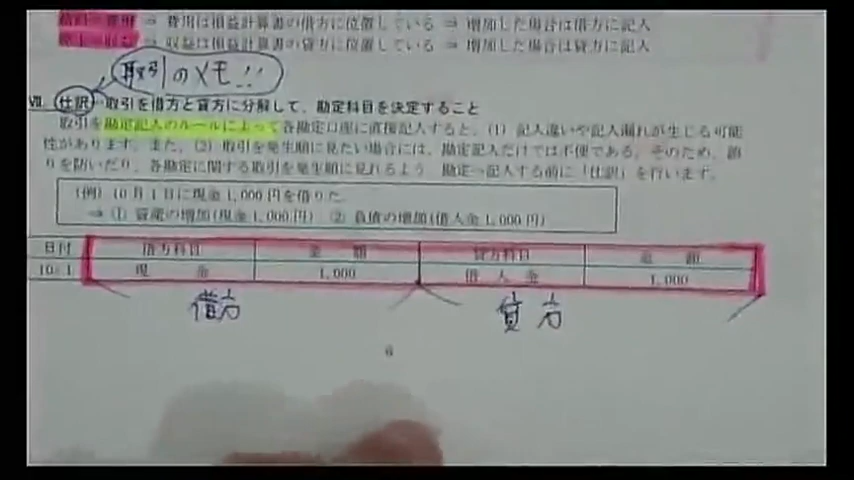 費用は損益計算書の借方に位置している ⇒ 増加した場合は借方に記入
収益は損益計算書の貸方に位置している ⇒ 増加した場合は貸方に記入
取引のメモ!!
Ⅶ 仕訳…取引を借方と貸方に分解して、勘定科目を決定すること
取引を勘定記入のルールによって各勘定口座に直接記入すると、(1) 記入違いや記入漏れが生じる可能
性があります。また、(2) 取引を発生順に見たい場合には、勘定記入だけでは不便である。そのため、誤
りを防いだり、各勘定に関する取引を発生順に見れるよう、勘定へ記入する前に「仕訳」を行います。
(例) 10月1日に現金1,000円を借りた。
⇒ ① 資産の増加(現金1,000円) ② 負債の増加(借入金1,000円)
日付 借方科目 金 額 貸方科目 金 額
10/1 現 金 1,000 借 入 金 1,000
借方 貸方
6